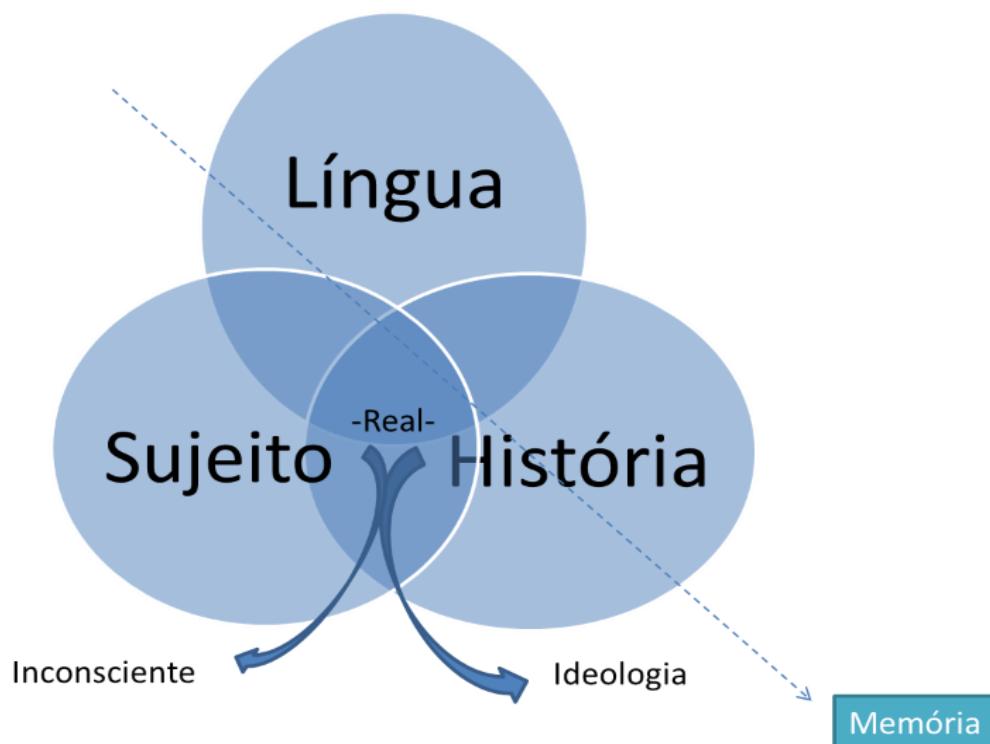 Língua
-Real-
Sujeito
História
Inconsciente
Ideologia
Memória